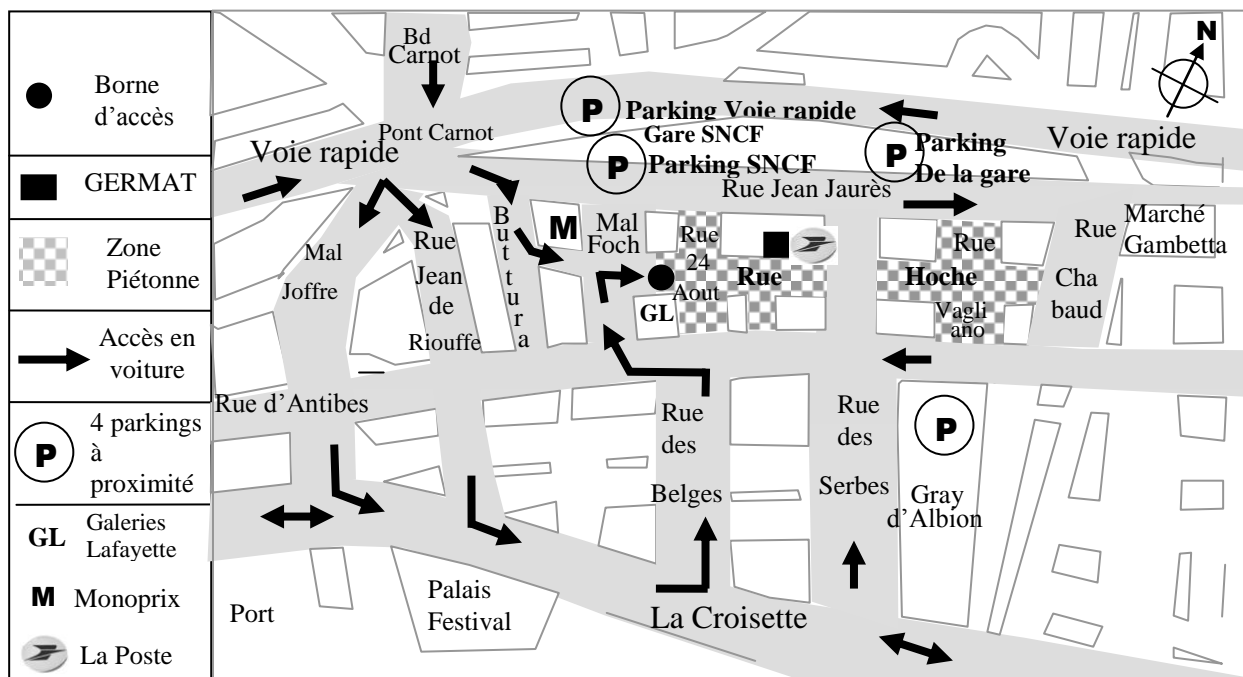 Borne
d'accès
GERMAT
Zone
Piétonne
Accès en
voiture
P
4 parkings
à
proximité
GL
Galeries
Lafayette
M
Monoprix
La Poste
Bd
Carnot
N
P
Parking Voie rapide
Pont Carnot
Gare SNCF
Voie rapide
P
Parking SNCF
P
Parking
De la gare
Voie rapide
Rue Jean Jaurès
Buttura
M
Mal
Foch
Rue
24
Aout
Rue
Hoche
Rue
Vagli
ano
Rue
Cha
baud
Marché
Gambetta
Mal
Joffre
Rue
Jean
de
Riouffe
GL
Rue d'Antibes
Rue
des
Belges
Rue
des
Serbes
P
Gray
d'Albion
Port
Palais
Festival
La Croisette